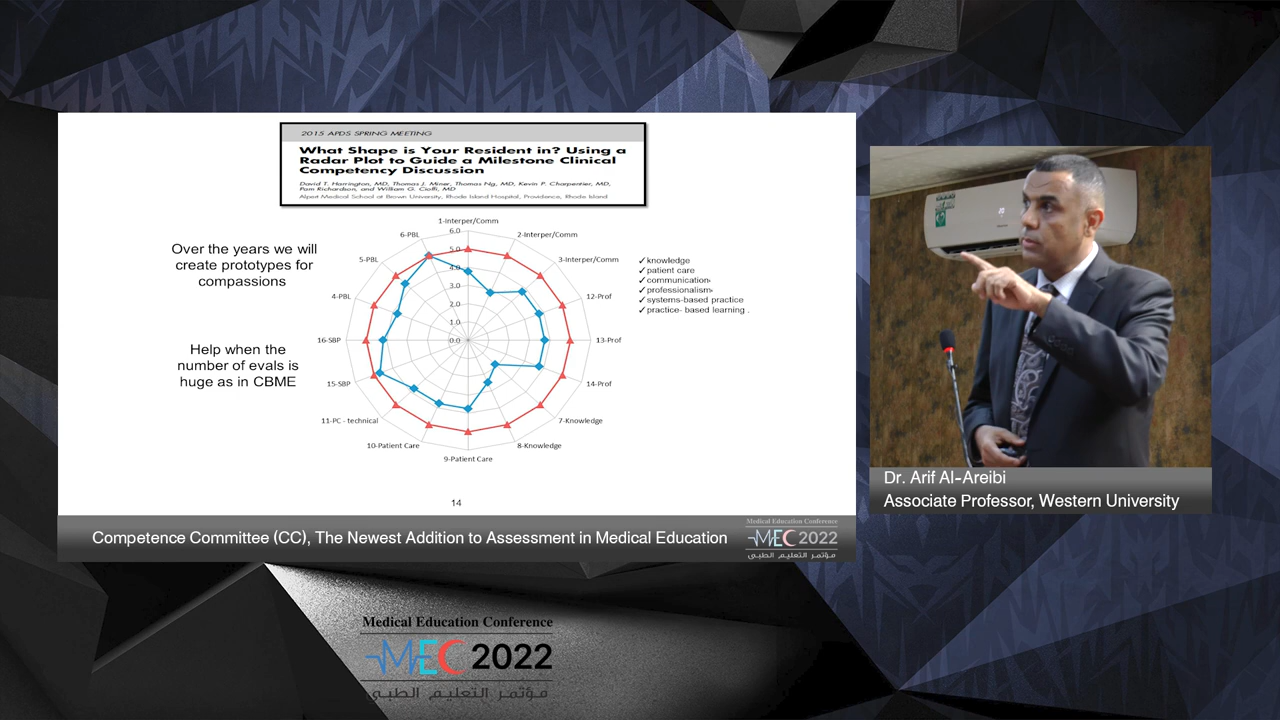 2015 APDS SPRING MEETING
What Shape is Your Resident in? Using a
Radar Plot to Guide a Milestone Clinical
Competency Discussion
David T. Harrington, MD, Thomas J. Miner, MD, Thomas Ng, MD, Kevin P. Charpentier, MD,
Pam Richardson, and William G. Cioffi, MD
Alpert Medical School at Brown University, Rhode Island Hospital, Providence, Rhode Island
Over the years we will
create prototypes for
compassions
Help when the
number of evals is
huge as in CBME
1-Interper/Comm
2-Interper/Comm
3-Interper/Comm
12-Prof
13-Prof
14-Prof
7-Knowledge
8-Knowledge
9-Patient Care
10-Patient Care
11-PC - technical
15-SBP
16-SBP
4-PBL
5-PBL
6-PBL
6.0
5.0
4.0
3.0
2.0
1.0
0.0
✓knowledge
✓patient care
✓communication
✓professionalism
✓systems-based practice
✓practice- based learning .
14
Competence Committee (CC), The Newest Addition to Assessment in Medical Education
Medical Education Conference
MEC 2022
مؤتمر التعليم الطبي
Dr. Arif Al-Areibi
Associate Professor, Western University
Medical Education Conference
MEC 2022
مؤتمر التعليم الطبي